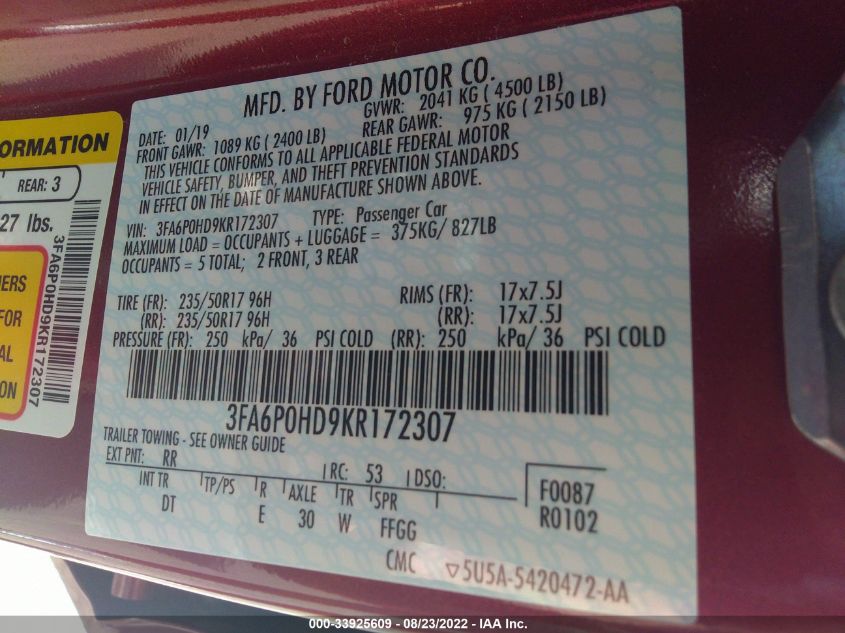 MFD. BY FORD MOTOR CO.
DATE: 01/19 GVWR: 2041 KG ( 4500 LB)
FRONT GAWR: 1089 KG ( 2400 LB) REAR GAWR: 975 KG ( 2150 LB)
THIS VEHICLE CONFORMS TO ALL APPLICABLE FEDERAL MOTOR
VEHICLE SAFETY, BUMPER, AND THEFT PREVENTION STANDARDS
IN EFFECT ON THE DATE OF MANUFACTURE SHOWN ABOVE.
VIN: 3FA6P0HD9KR172307 TYPE: Passenger Car
MAXIMUM LOAD = OCCUPANTS + LUGGAGE = 375KG/ 827LB
OCCUPANTS = 5 TOTAL; 2 FRONT, 3 REAR
TIRE (FR): 235/50R17 96H RIMS (FR): 17x7.5J
(RR): 235/50R17 96H (RR): 17x7.5J
PRESSURE (FR): 250 kPa/ 36 PSI COLD (RR): 250 kPa/ 36 PSI COLD
3FA6P0HD9KR172307
TRAILER TOWING - SEE OWNER GUIDE
EXT PNT: RR RC: 53 DSO:
INT TR TP/PS R AXLE TR SPR F0087
DT E 30 W FFGG R0102
CMC ▽5U5A-5420472-AA
ORMATION
REAR: 3
27 lbs.
3FA6P0HD9KR172307
ERS
FOR
AL
ON
000-33925609 - 08/23/2022 - IAA Inc.